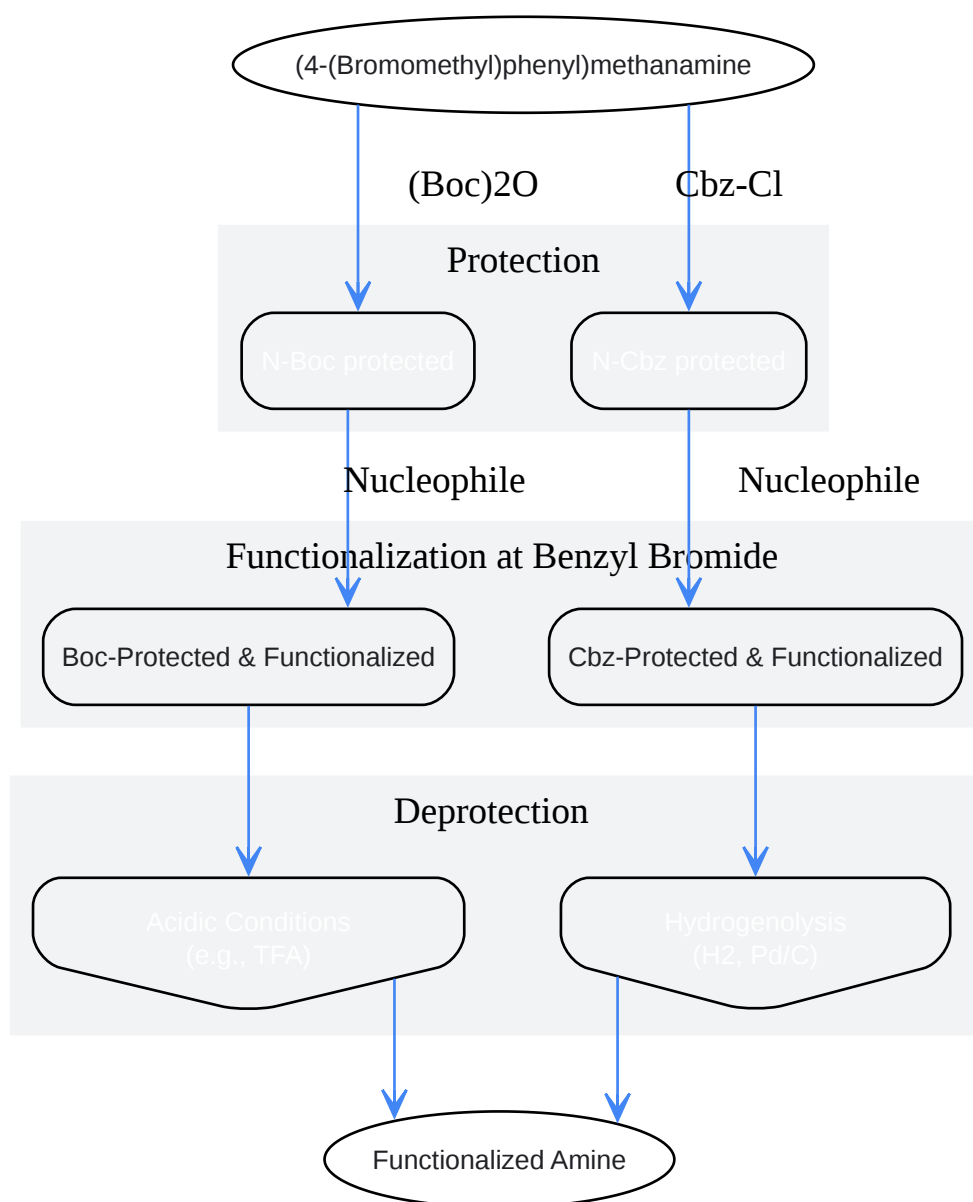 (4-(Bromomethyl)phenyl)methanamine
(Boc)2O
Cbz-Cl
Protection
N-Boc protected
N-Cbz protected
Nucleophile
Nucleophile
Functionalization at Benzyl Bromide
Boc-Protected & Functionalized
Cbz-Protected & Functionalized
Deprotection
Acidic Conditions
(e.g., TFA)
Hydrogenolysis
(H2, Pd/C)
Functionalized Amine